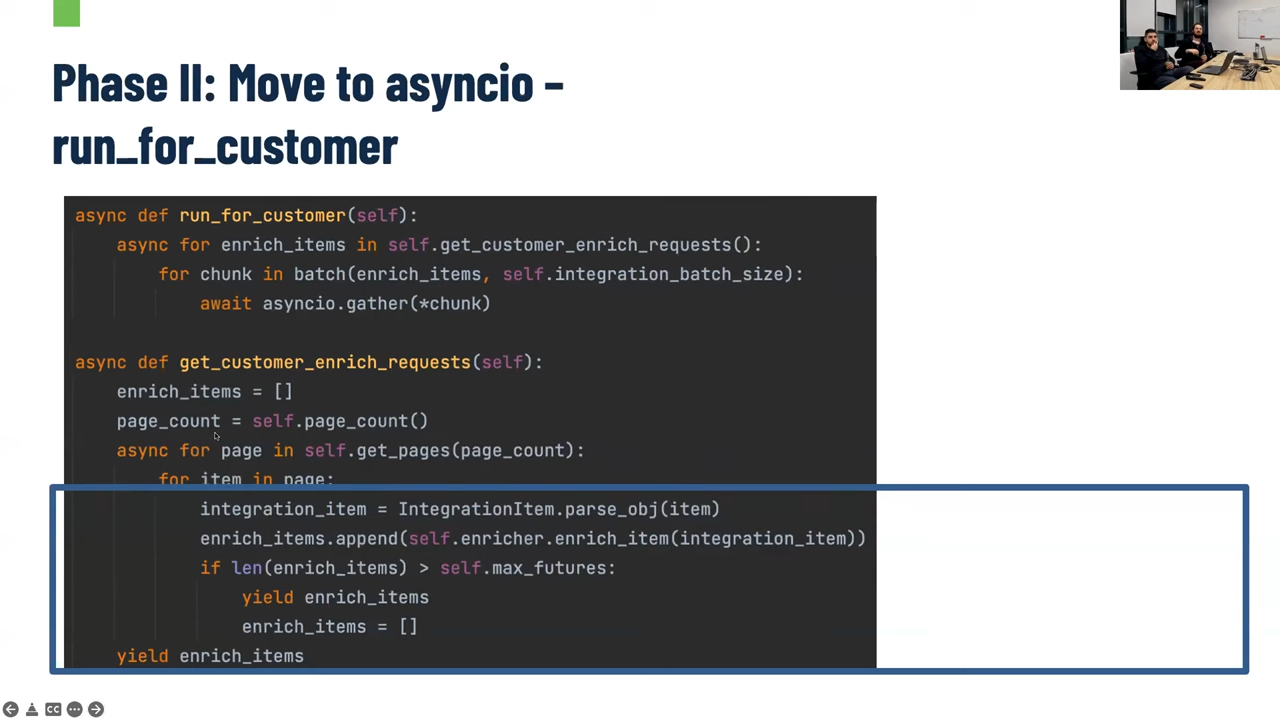 Phase II: Move to asyncio –
run_for_customer
async def run_for_customer(self):
async for enrich_items in self.get_customer_enrich_requests():
for chunk in batch(enrich_items, self.integration_batch_size):
await asyncio.gather(*chunk)
async def get_customer_enrich_requests(self):
enrich_items = []
page_count = self.page_count()
async for page in self.get_pages(page_count):
for item in page:
integration_item = IntegrationItem.parse_obj(item)
enrich_items.append(self.enricher.enrich_item(integration_item))
if len(enrich_items) > self.max_futures:
yield enrich_items
enrich_items = []
yield enrich_items
CC